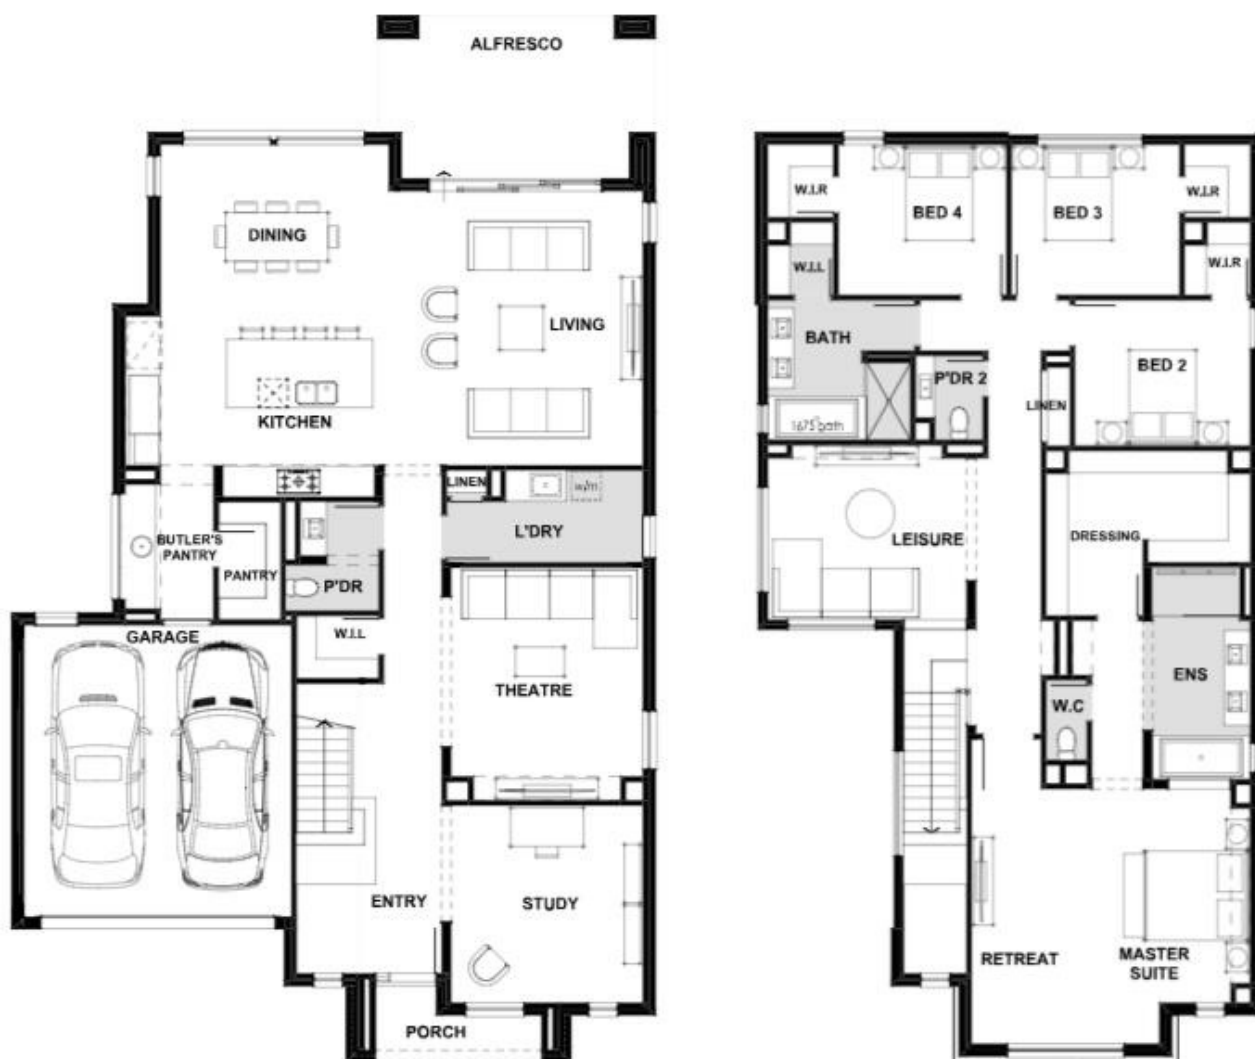 ALFRESCO
DINING
LIVING
KITCHEN
LINEN
w/m
L'DRY
BUTLER'S
PANTRY
PANTRY
P'DR
W.I.L
GARAGE
THEATRE
ENTRY
STUDY
PORCH
W.I.R
BED 4
BED 3
W.I.R
W.I.L
W.I.R
BATH
BED 2
P'DR 2
LINEN
1675 bath
LEISURE
DRESSING
ENS
W.C
RETREAT
MASTER
SUITE